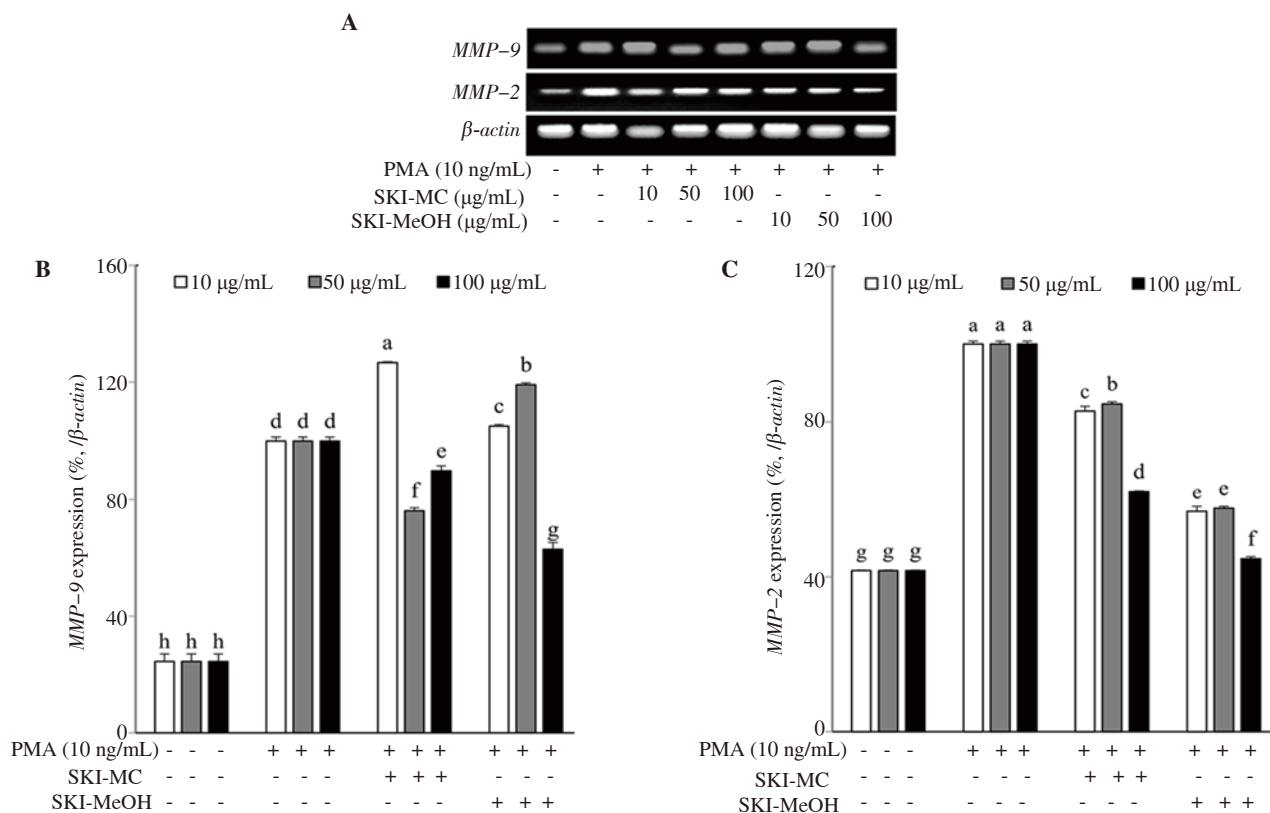 A
MMP-9
MMP-2
β-actin
PMA (10 ng/mL) - + + + + + + +
SKI-MC (μg/mL) - - 10 50 100 - - -
SKI-MeOH (μg/mL) - - - - - 10 50 100
B
160
120
80
40
0
MMP-9 expression (%, /β-actin)
10 μg/mL 50 μg/mL 100 μg/mL
h h h d d d a f e c b g
PMA (10 ng/mL) - - - + + + + + + + + +
SKI-MC - - - - - - + + + - - -
SKI-MeOH - - - - - - - - - + + +
C
120
80
40
0
MMP-2 expression (%, /β-actin)
10 μg/mL 50 μg/mL 100 μg/mL
g g g a a a c b d e e f
PMA (10 ng/mL) - - - + + + + + + + + +
SKI-MC - - - - - - + + + - - -
SKI-MeOH - - - - - - - - - + + +